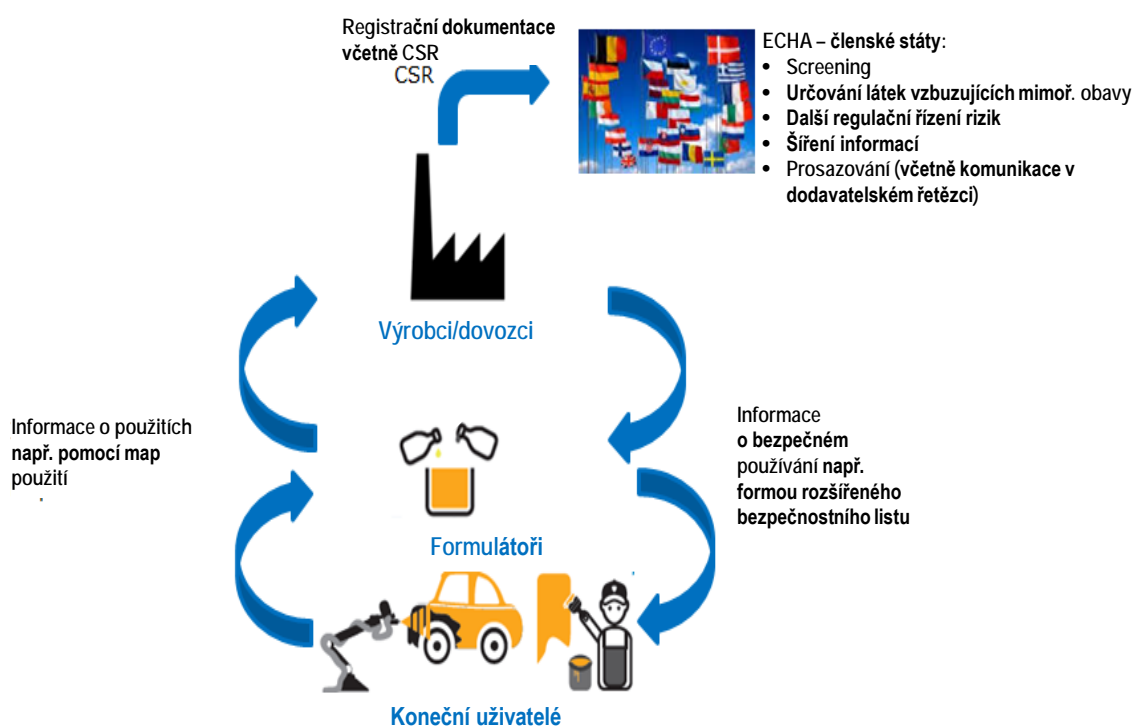 Registrační dokumentace
včetně CSR
CSR
ECHA – členské státy:
• Screening
• Určování látek vzbuzujících mimoř. obavy
• Další regulační řízení rizik
• Šíření informací
• Prosazování (včetně komunikace v
dodavatelském řetězci)
Výrobci/dovozci
Informace o použitích
např. pomocí map
použití
Informace
o bezpečném
používání např.
formou rozšířeného
bezpečnostního listu
Formulátoři
Koneční uživatelé